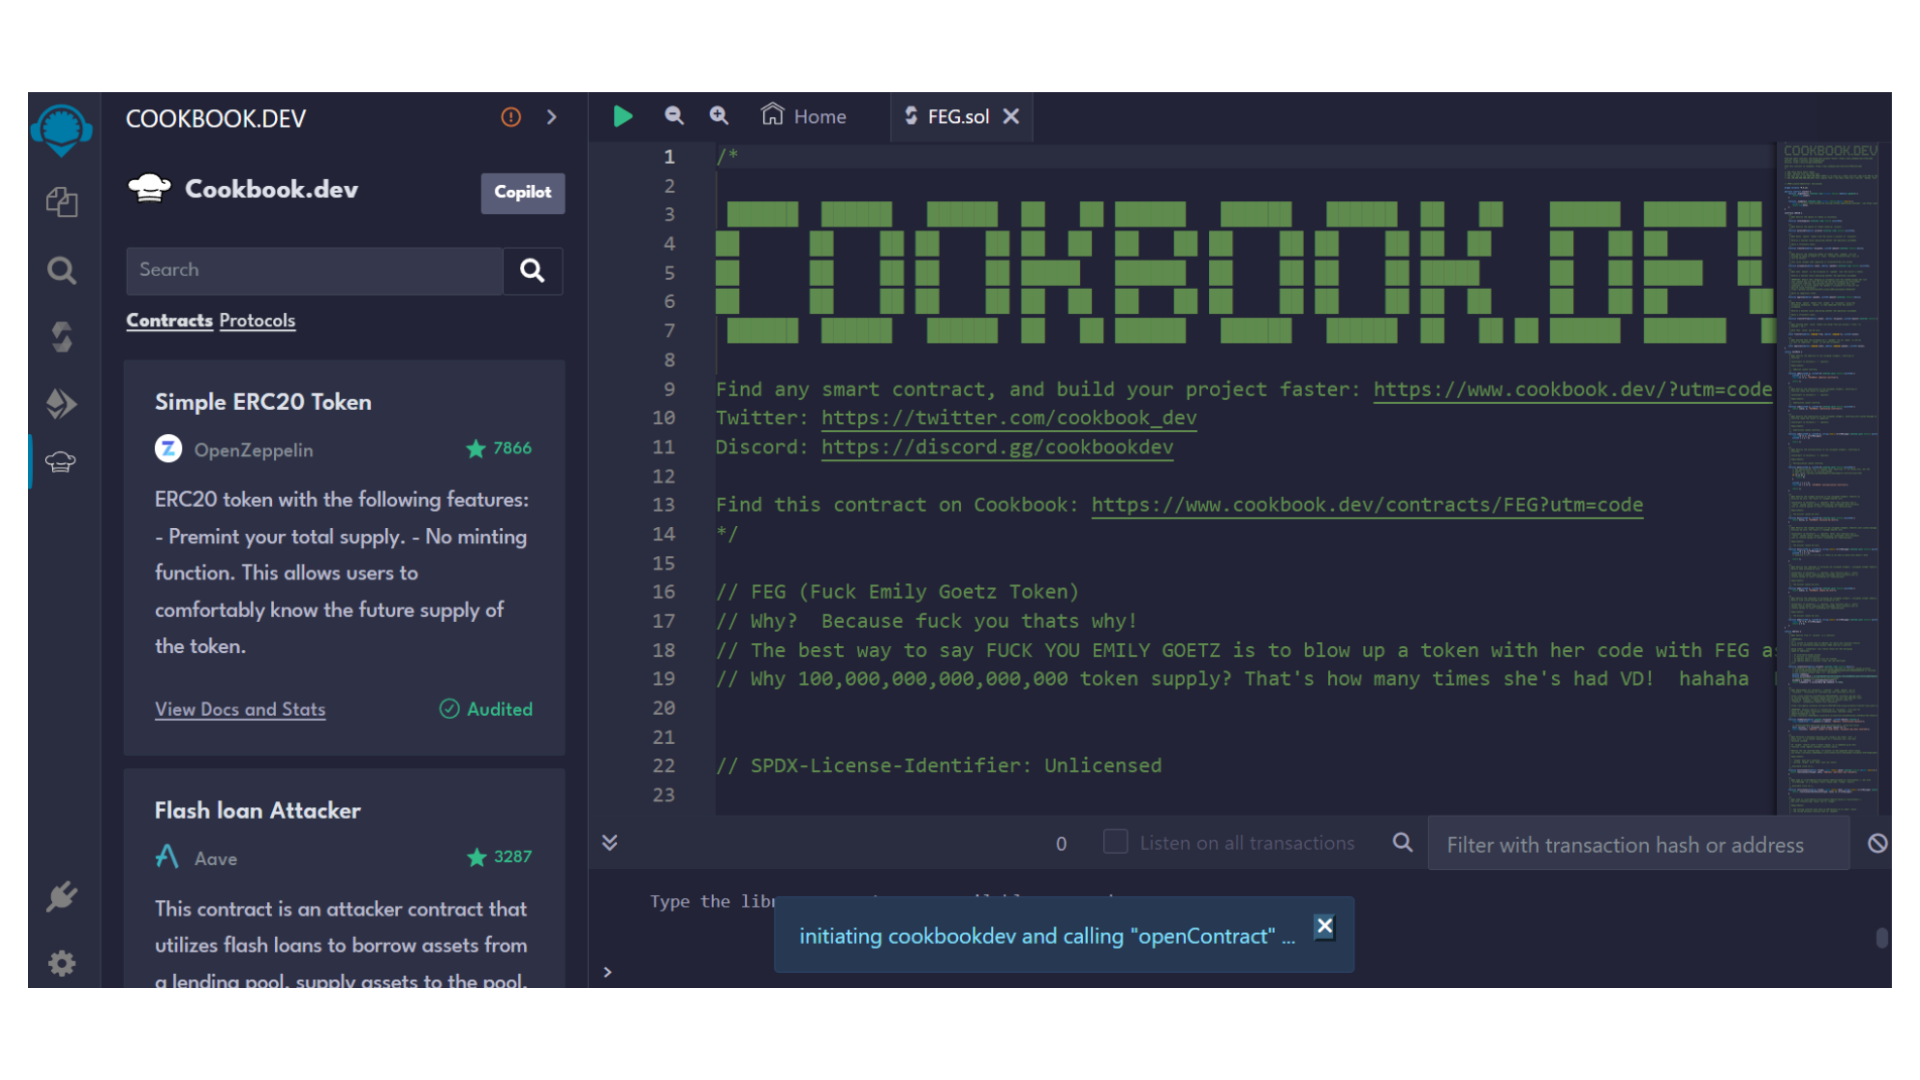 COOKBOOK.DEV
Cookbook.dev
Copilot
Search
Contracts Protocols
Simple ERC20 Token
OpenZeppelin
7866
ERC20 token with the following features:
- Premint your total supply. - No minting
function. This allows users to
comfortably know the future supply of
the token.
View Docs and Stats
Audited
Flash loan Attacker
Aave
3287
This contract is an attacker contract that
utilizes flash loans to borrow assets from
a lending pool, supply assets to the pool,
Home
FEG.sol
1 /*
2
3
4
5
6
7
COOKBOOK.DEV
8
9 Find any smart contract, and build your project faster: https://www.cookbook.dev/?utm=code
10 Twitter: https://twitter.com/cookbook_dev
11 Discord: https://discord.gg/cookbookdev
12
13 Find this contract on Cookbook: https://www.cookbook.dev/contracts/FEG?utm=code
14 */
15
16 // FEG (Fuck Emily Goetz Token)
17 // Why?  Because fuck you thats why!
18 // The best way to say FUCK YOU EMILY GOETZ is to blow up a token with her code with FEG
19 // Why 100,000,000,000,000,000 token supply? That's how many times she's had VD!  hahaha
20
21
22 // SPDX-License-Identifier: Unlicensed
23
COOKBOOK.DEV
0
Listen on all transactions
Filter with transaction hash or address
Type the
initiating cookbookdev and calling "openContract" ...
>